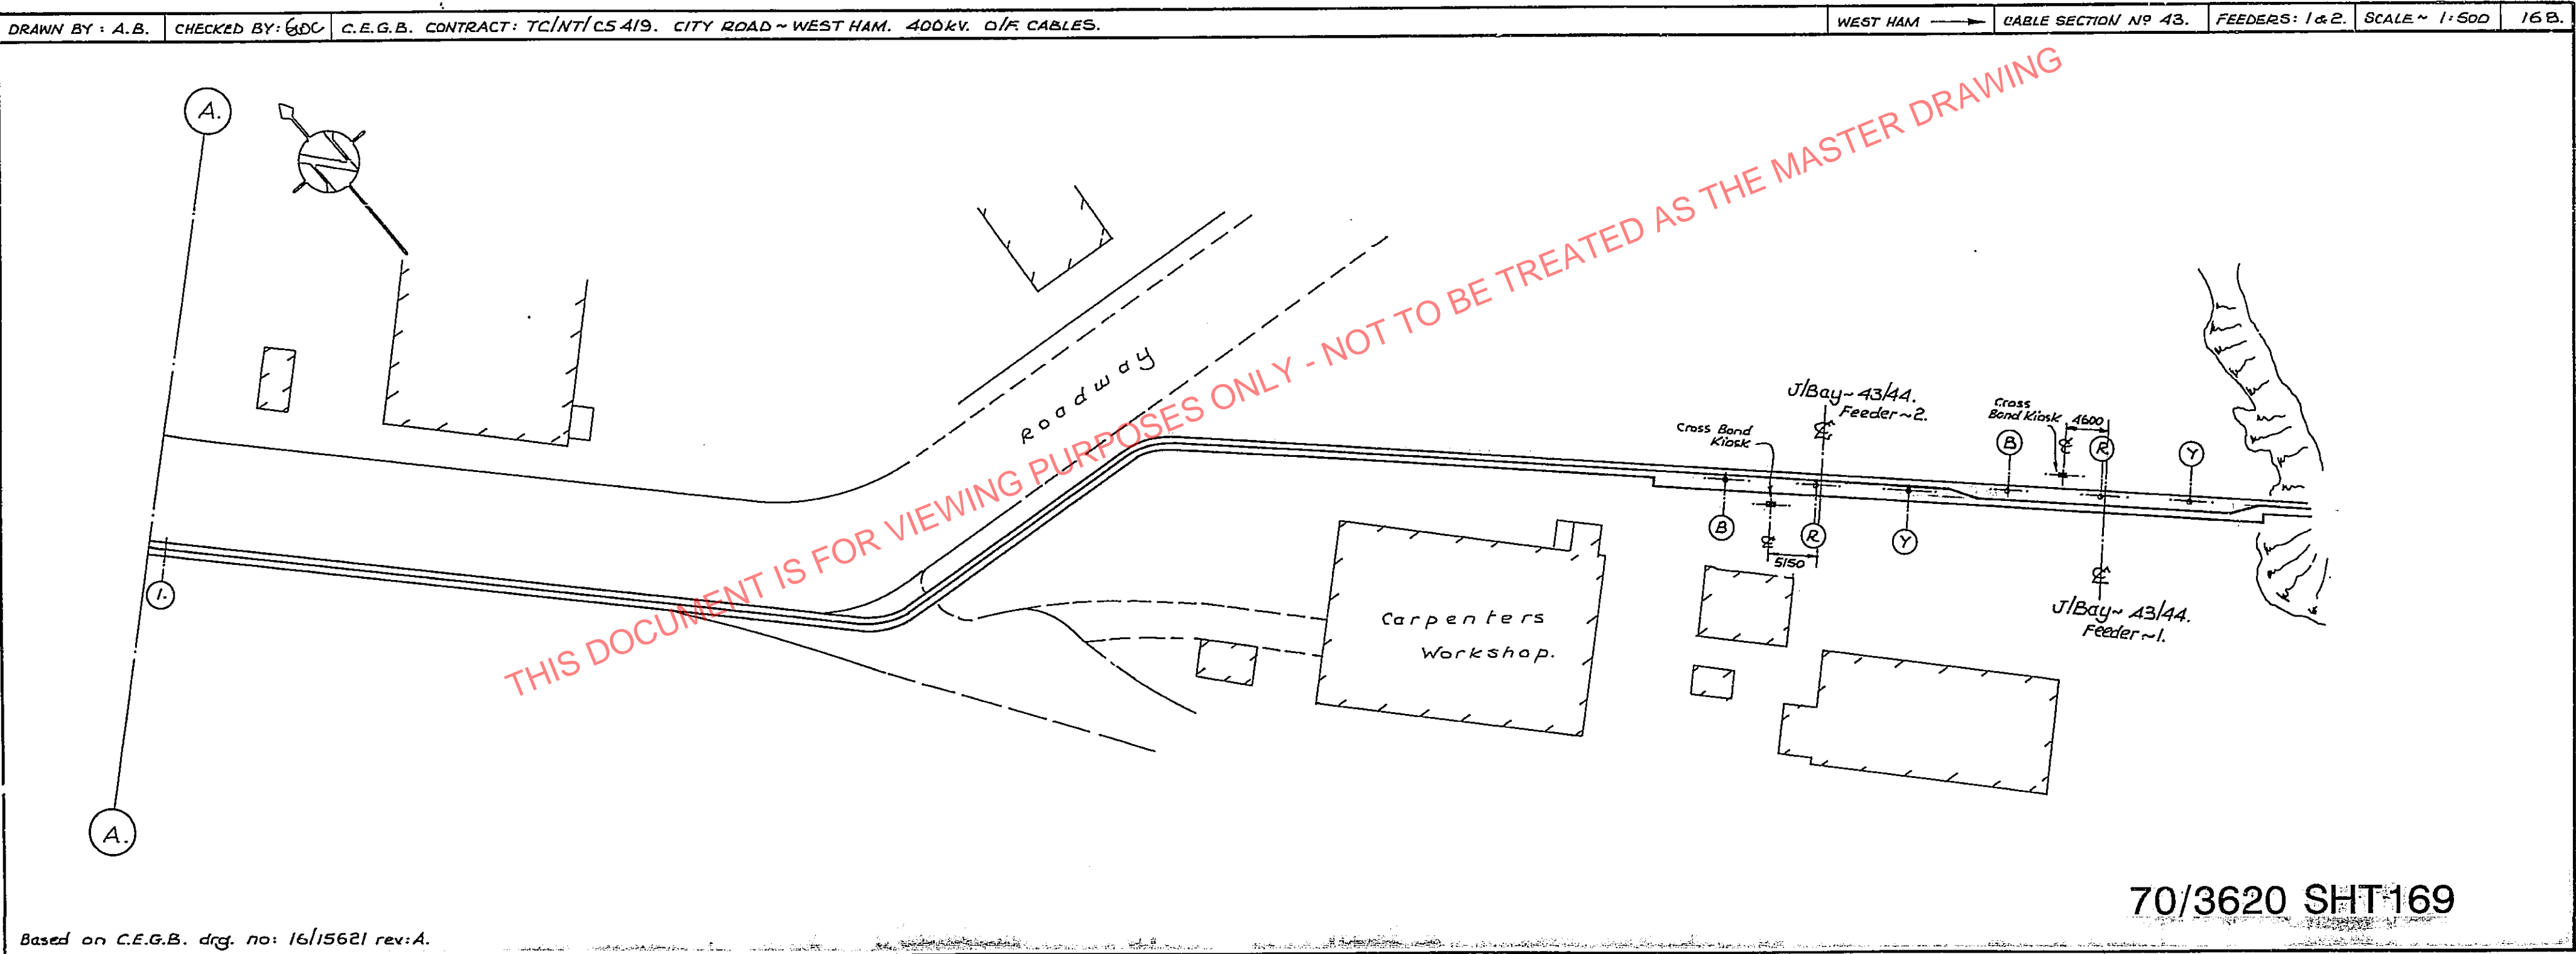 DRAWN BY : A.B.
CHECKED BY:
C.E.G.B. CONTRACT: TC/NT/CS 419. CITY ROAD ~ WEST HAM. 400KV. O/F. CABLES.
WEST HAM
CABLE SECTION Nº 43.
FEEDERS: 1 & 2.
SCALE ~ 1:500
168.
A.
THIS DOCUMENT IS FOR VIEWING PURPOSES ONLY - NOT TO BE TREATED AS THE MASTER DRAWING
Roadway
J/Bay ~ 43/44.
Feeder ~ 2.
Cross Bond
Kiosk
Cross
Bond Kiosk
4600
B
R
Y
B
R
Y
5150
J/Bay ~ 43/44.
Feeder ~ 1.
1.
Carpenters
Workshop.
A.
70/3620 SHT 169
Based on C.E.G.B. drg. no: 16/15621 rev: A.